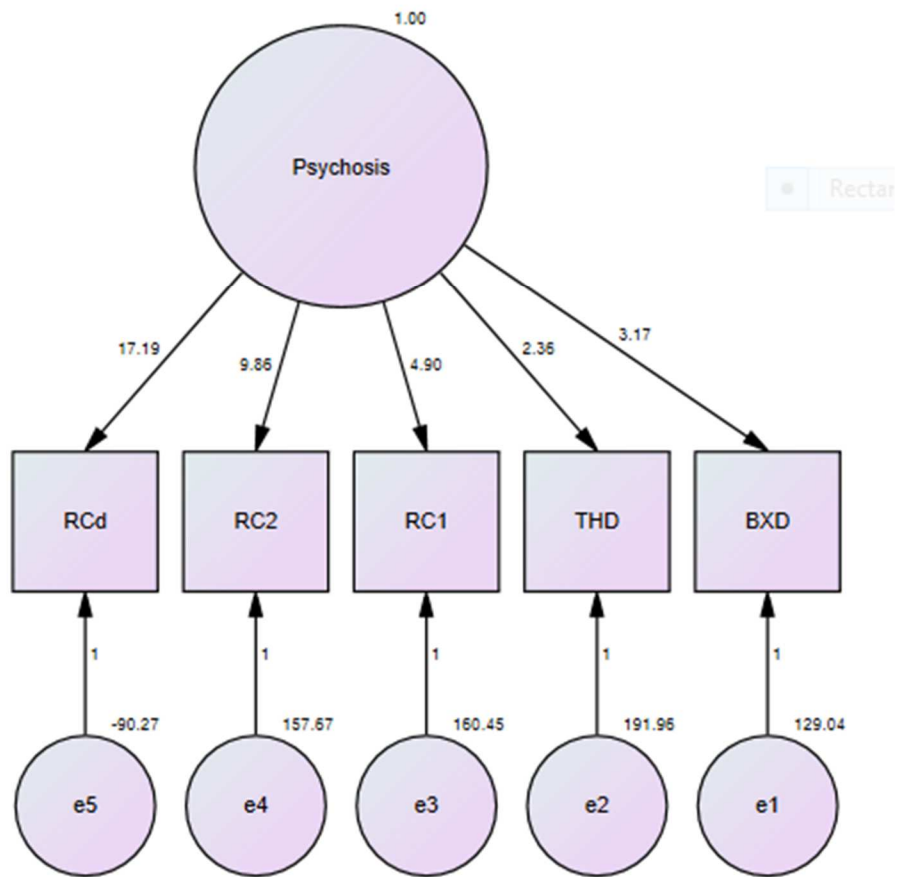 1.00
Psychosis
Rectan
17.19
9.86
4.90
2.36
3.17
RCd
RC2
RC1
THD
BXD
1
1
1
1
1
-90.27
157.67
160.45
191.96
129.04
e5
e4
e3
e2
e1